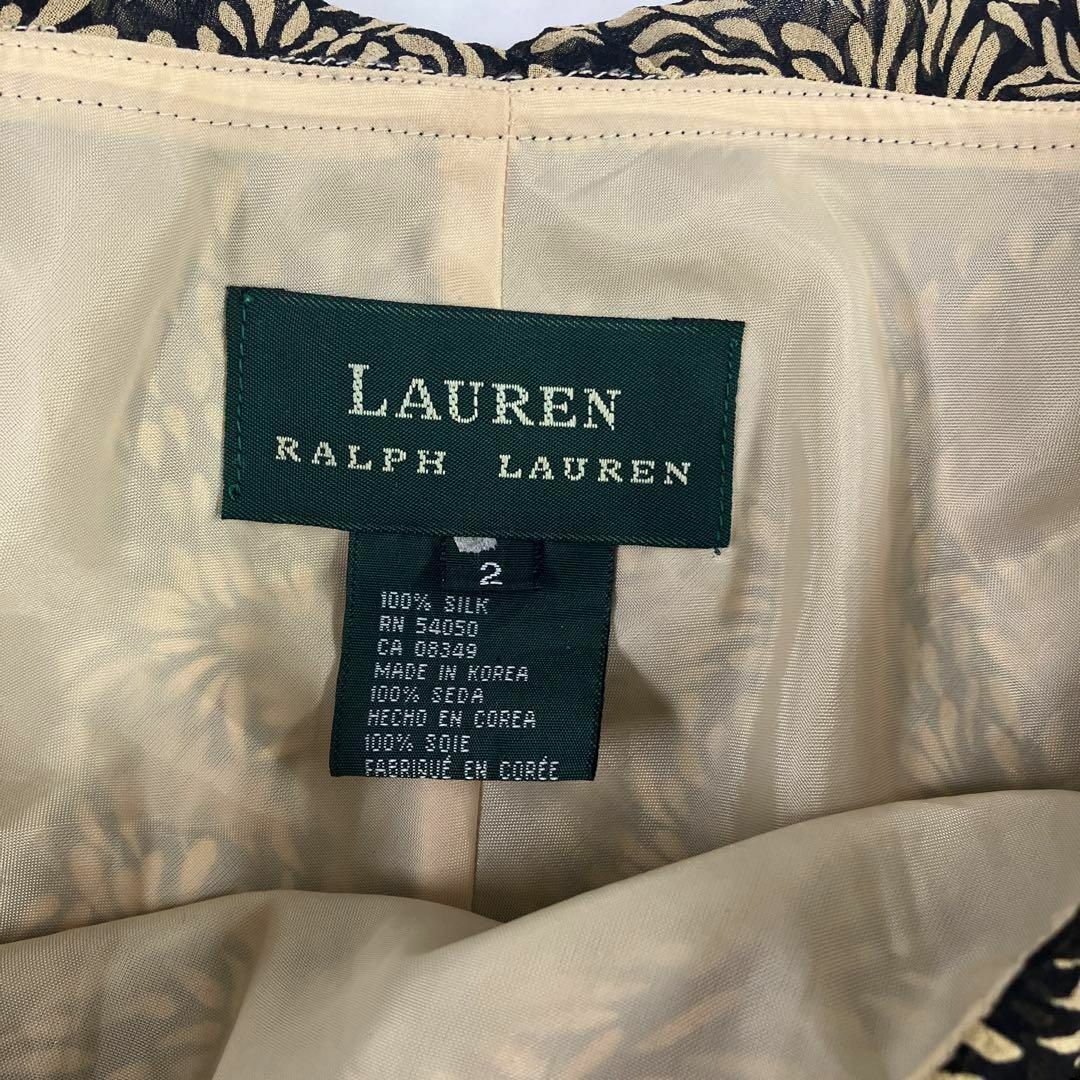 LAUREN
RALPH LAUREN
2
100% SILK
RN 54050
CA 08349
MADE IN KOREA
100% SEDA
HECHO EN COREA
100% SOIE
FABRIQUÉ EN CORÉE